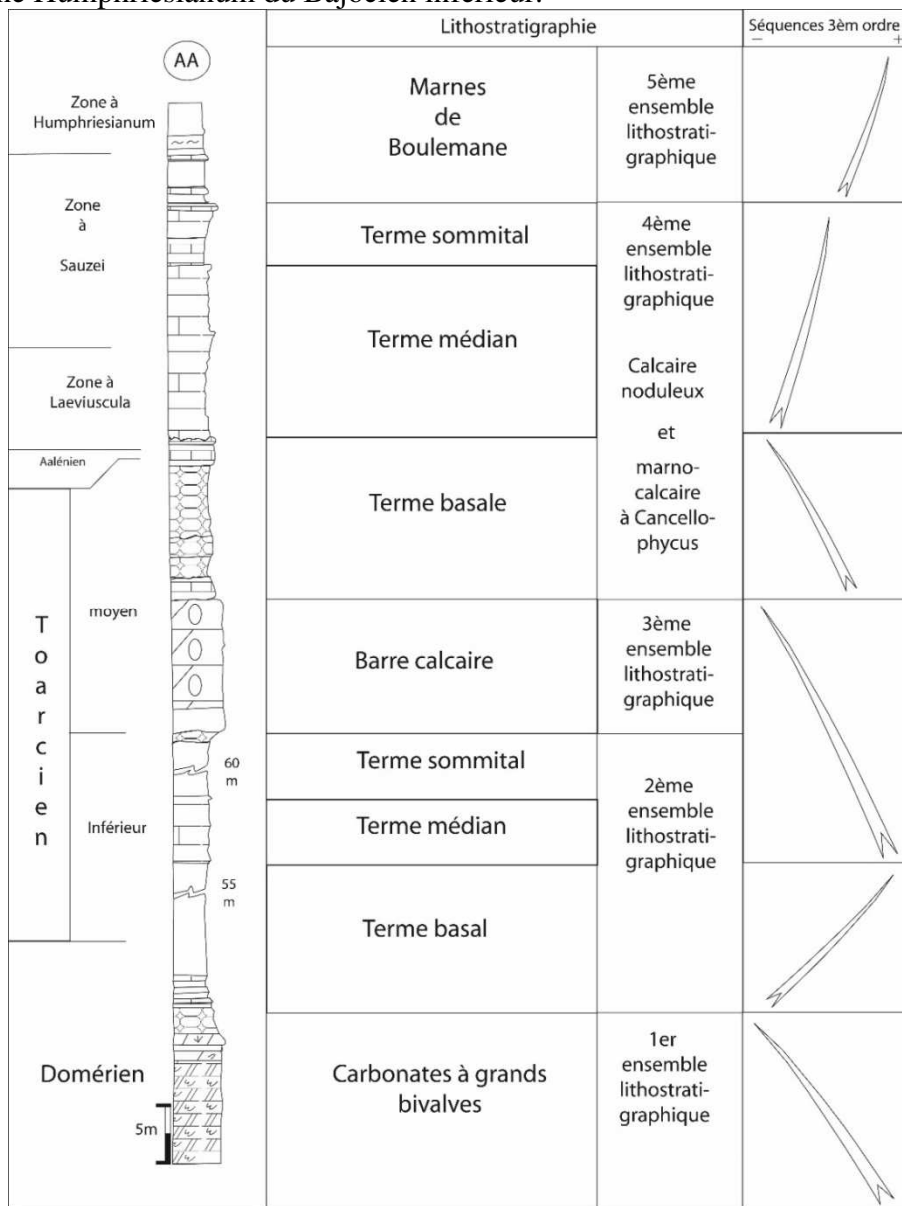 ne Humphriesianum du Bajocien inférieur.
Lithostratigraphie
Séquences 3èm ordre
−
+
AA
Zone à
Humphriesianum
Marnes
de
Boulemane
5ème
ensemble
lithostrati-
graphique
Zone
à
Sauzei
Terme sommital
4ème
ensemble
lithostrati-
graphique
Terme médian
Calcaire
noduleux
et
marno-
calcaire
à Cancello-
phycus
Zone à
Laeviuscula
Aalénien
Terme basale
Toarcien
moyen
Barre calcaire
3ème
ensemble
lithostrati-
graphique
Inférieur
60
m
Terme sommital
2ème
ensemble
lithostrati-
graphique
Terme médian
55
m
Terme basal
Domérien
5m
Carbonates à grands
bivalves
1er
ensemble
lithostrati-
graphique